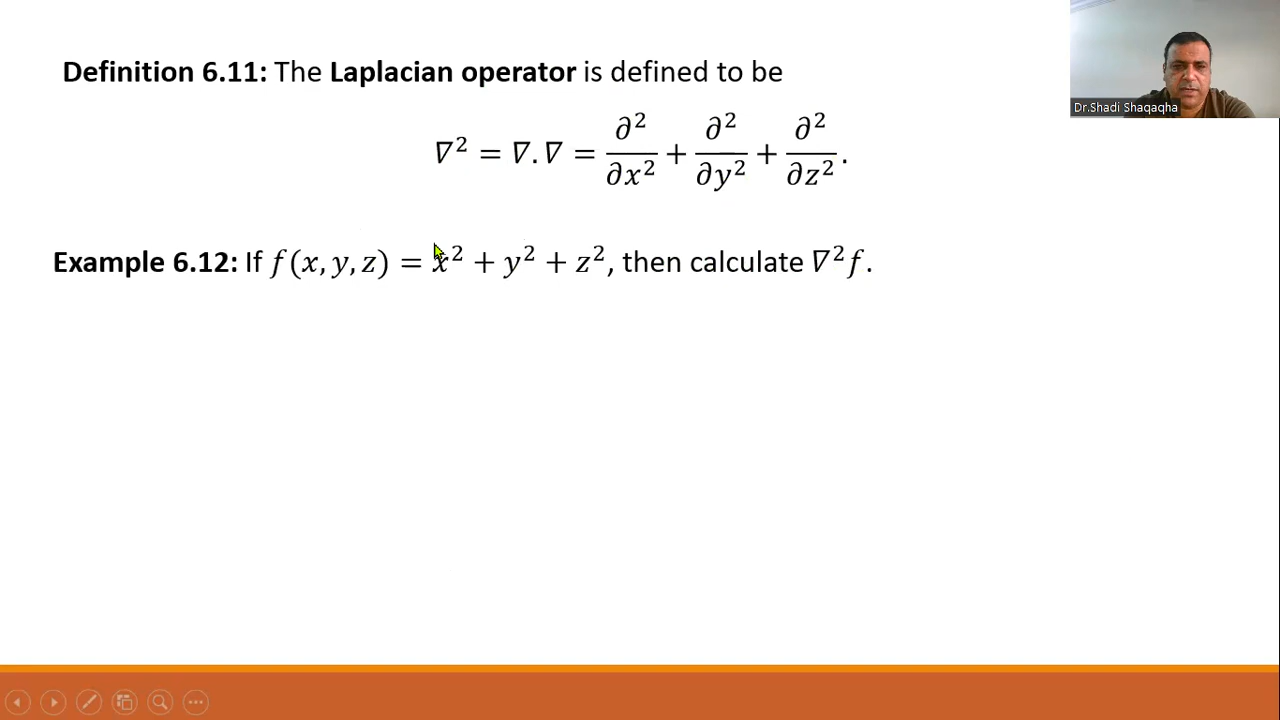 Definition 6.11: The Laplacian operator is defined to be
∇² = ∇.∇ = ∂²/∂x² + ∂²/∂y² + ∂²/∂z².
Example 6.12: If f(x, y, z) = x² + y² + z², then calculate ∇²f.
Dr.Shadi Shaqaqha